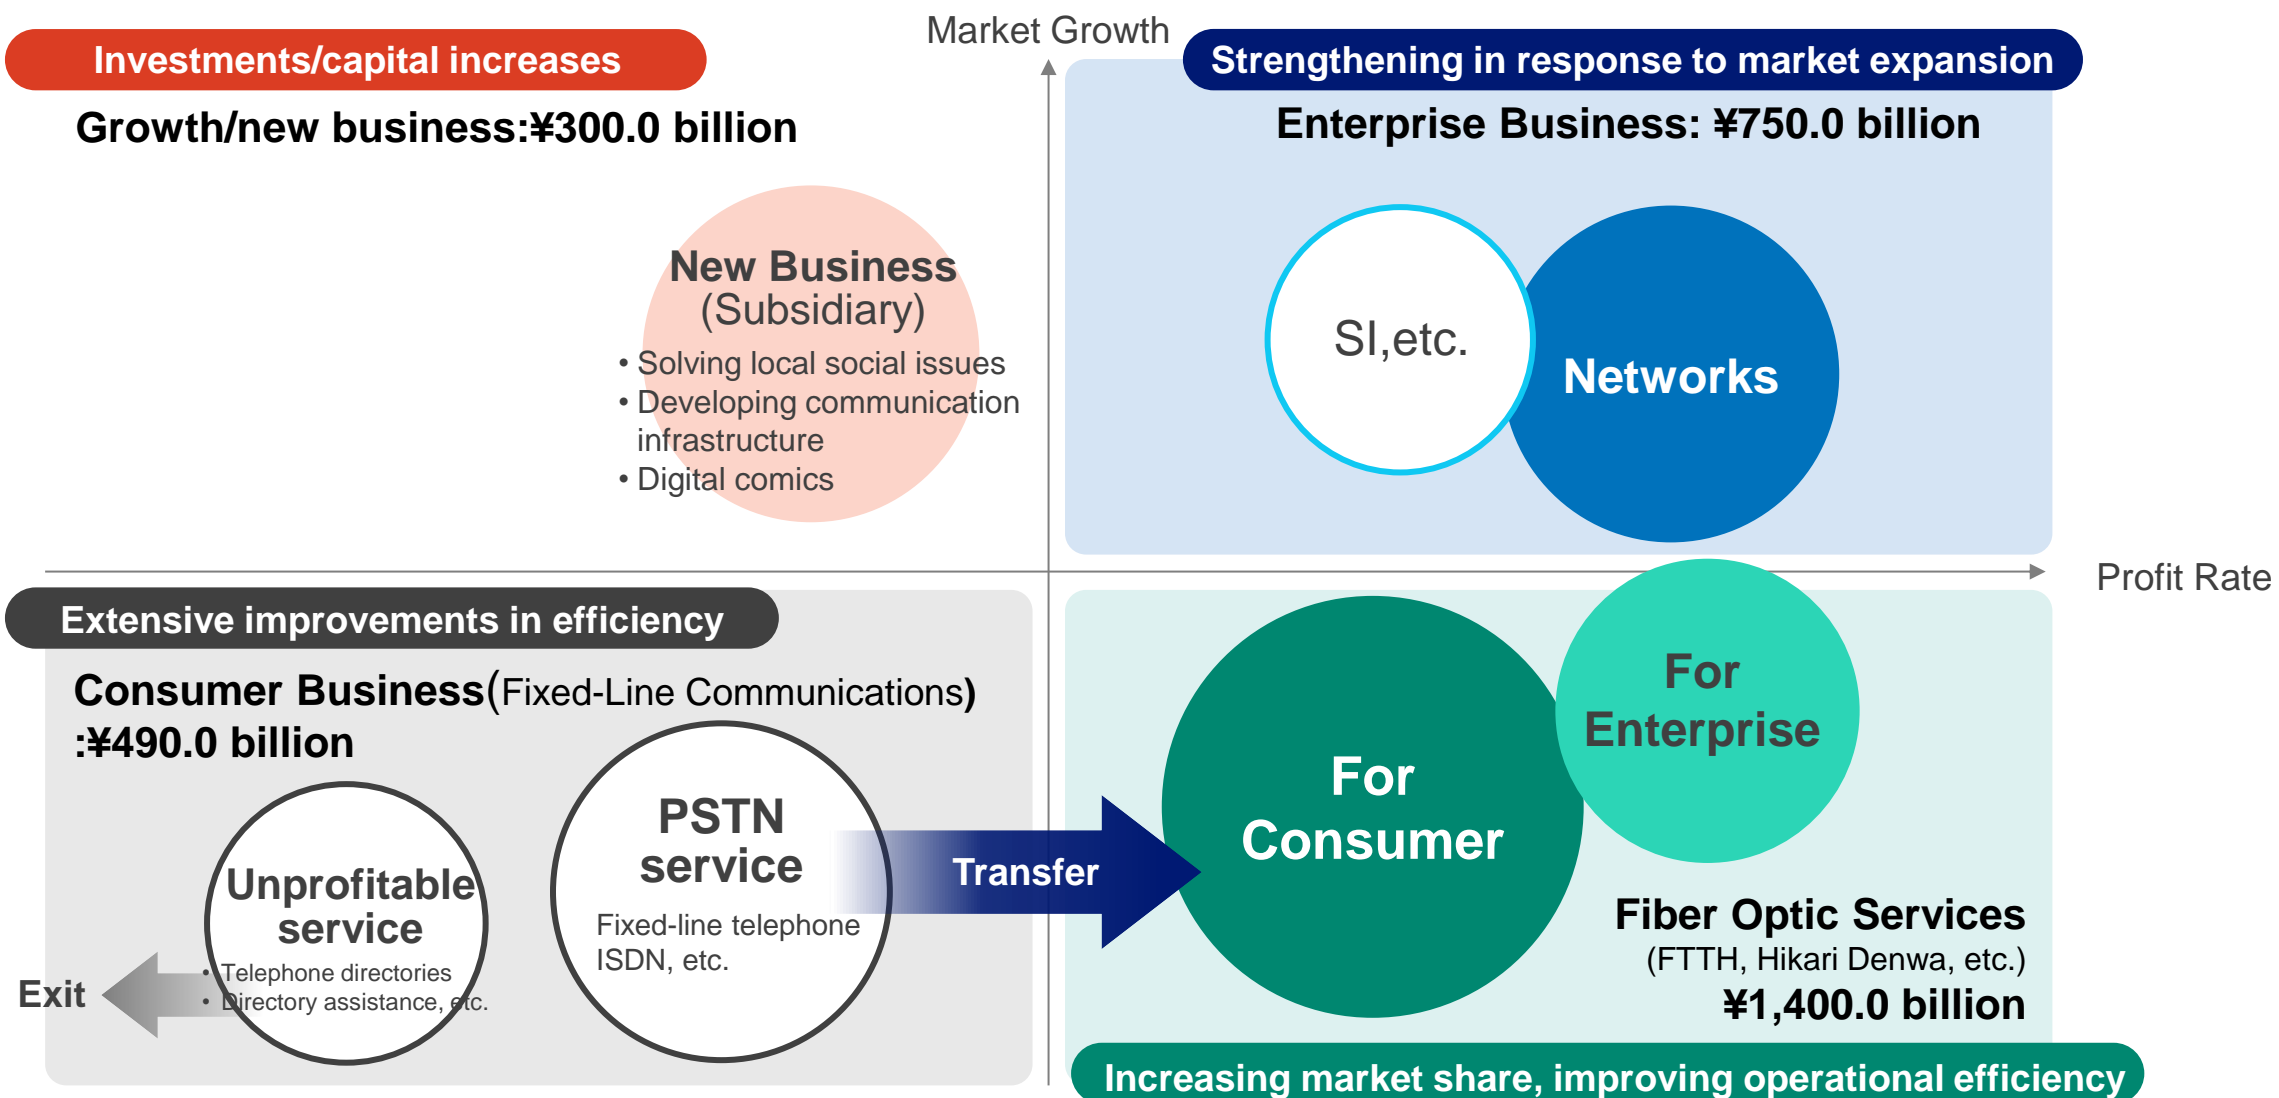 Market Growth
Investments/capital increases
Growth/new business:¥300.0 billion
New Business
(Subsidiary)
• Solving local social issues
• Developing communication
infrastructure
• Digital comics
Strengthening in response to market expansion
Enterprise Business: ¥750.0 billion
SI,etc.
Networks
Profit Rate
Extensive improvements in efficiency
Consumer Business(Fixed-Line Communications)
:¥490.0 billion
Unprofitable
service
• Telephone directories
• Directory assistance, etc.
Exit
PSTN
service
Fixed-line telephone
ISDN, etc.
Transfer
For
Consumer
For
Enterprise
Fiber Optic Services
(FTTH, Hikari Denwa, etc.)
¥1,400.0 billion
Increasing market share, improving operational efficiency